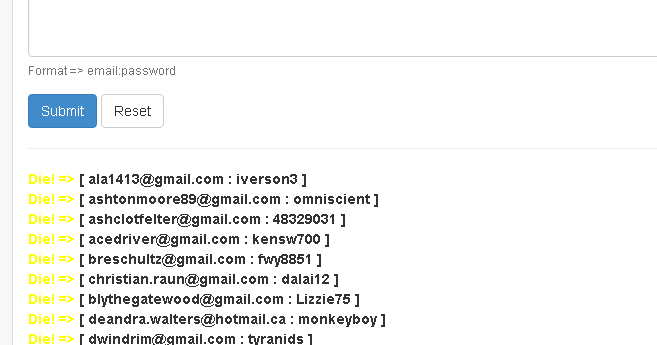 Format => email:password
Submit Reset
Die! => [ ala1413@gmail.com : iverson3 ]
Die! => [ ashtonmoore89@gmail.com : omniscient ]
Die! => [ ashclotfelter@gmail.com : 48329031 ]
Die! => [ acedriver@gmail.com : kensw700 ]
Die! => [ breschultz@gmail.com : fwy8851 ]
Die! => [ christian.raun@gmail.com : dalai12 ]
Die! => [ blythegatewood@gmail.com : Lizzie75 ]
Die! => [ deandra.walters@hotmail.ca : monkeyboy ]
Die! => [ dwindrim@gmail.com : tyranids ]